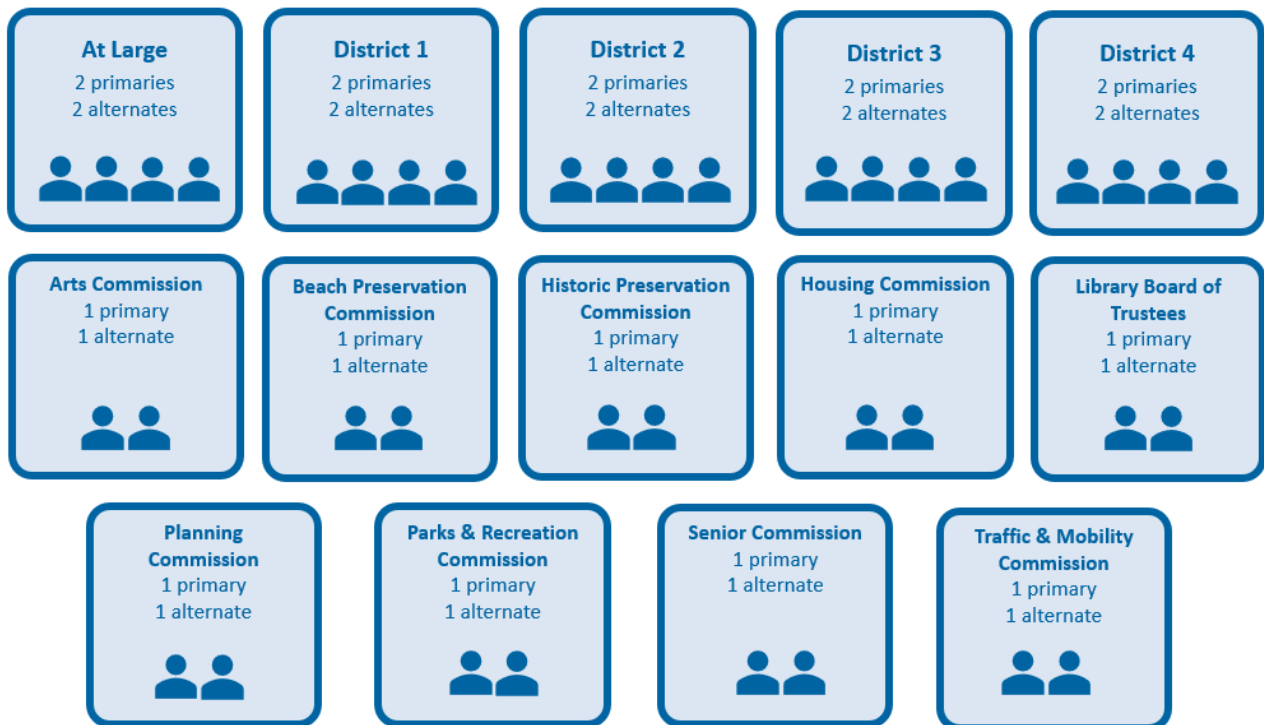 At Large
2 primaries
2 alternates
District 1
2 primaries
2 alternates
District 2
2 primaries
2 alternates
District 3
2 primaries
2 alternates
District 4
2 primaries
2 alternates
Arts Commission
1 primary
1 alternate
Beach Preservation
Commission
1 primary
1 alternate
Historic Preservation
Commission
1 primary
1 alternate
Housing Commission
1 primary
1 alternate
Library Board of
Trustees
1 primary
1 alternate
Planning
Commission
1 primary
1 alternate
Parks & Recreation
Commission
1 primary
1 alternate
Senior Commission
1 primary
1 alternate
Traffic & Mobility
Commission
1 primary
1 alternate